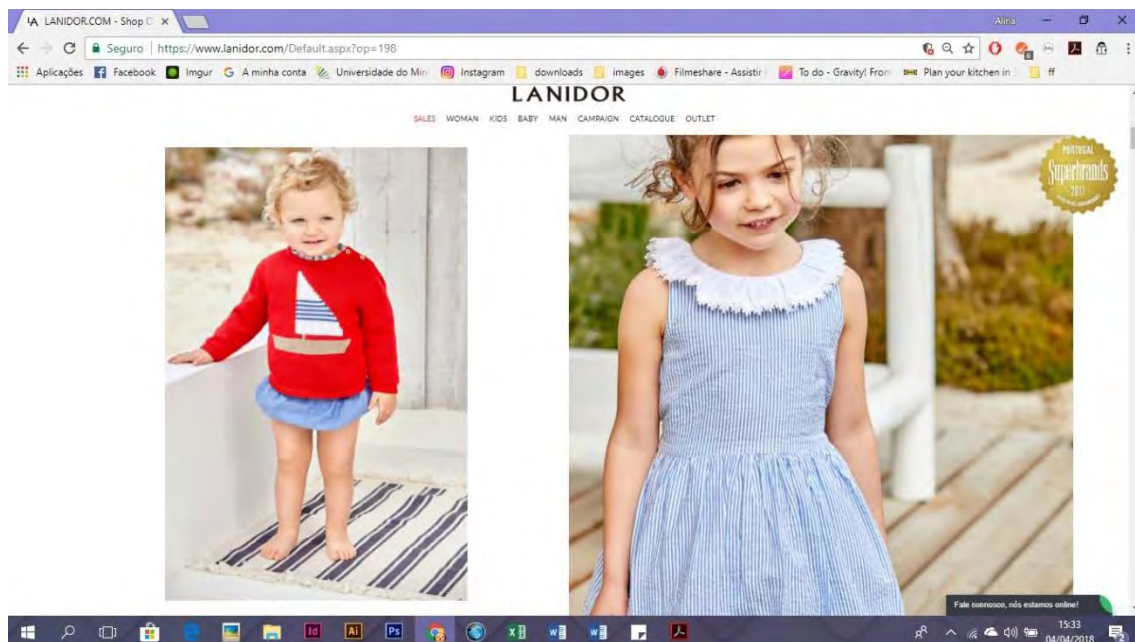 LANIDOR.COM - Shop
Alina
Seguro | https://www.lanidor.com/Default.aspx?op=198
Aplicações Facebook Imgur A minha conta Universidade do Min Instagram downloads images Filmeshare - Assistir To do - Gravity! From Plan your kitchen in ff
LANIDOR
SALES WOMAN KIDS BABY MAN CAMPAIGN CATALOGUE OUTLET
PORTUGAL
Superbrands
2017
Fale connosco, nós estamos online!
Id Ai Ps
15:33
04/04/2018